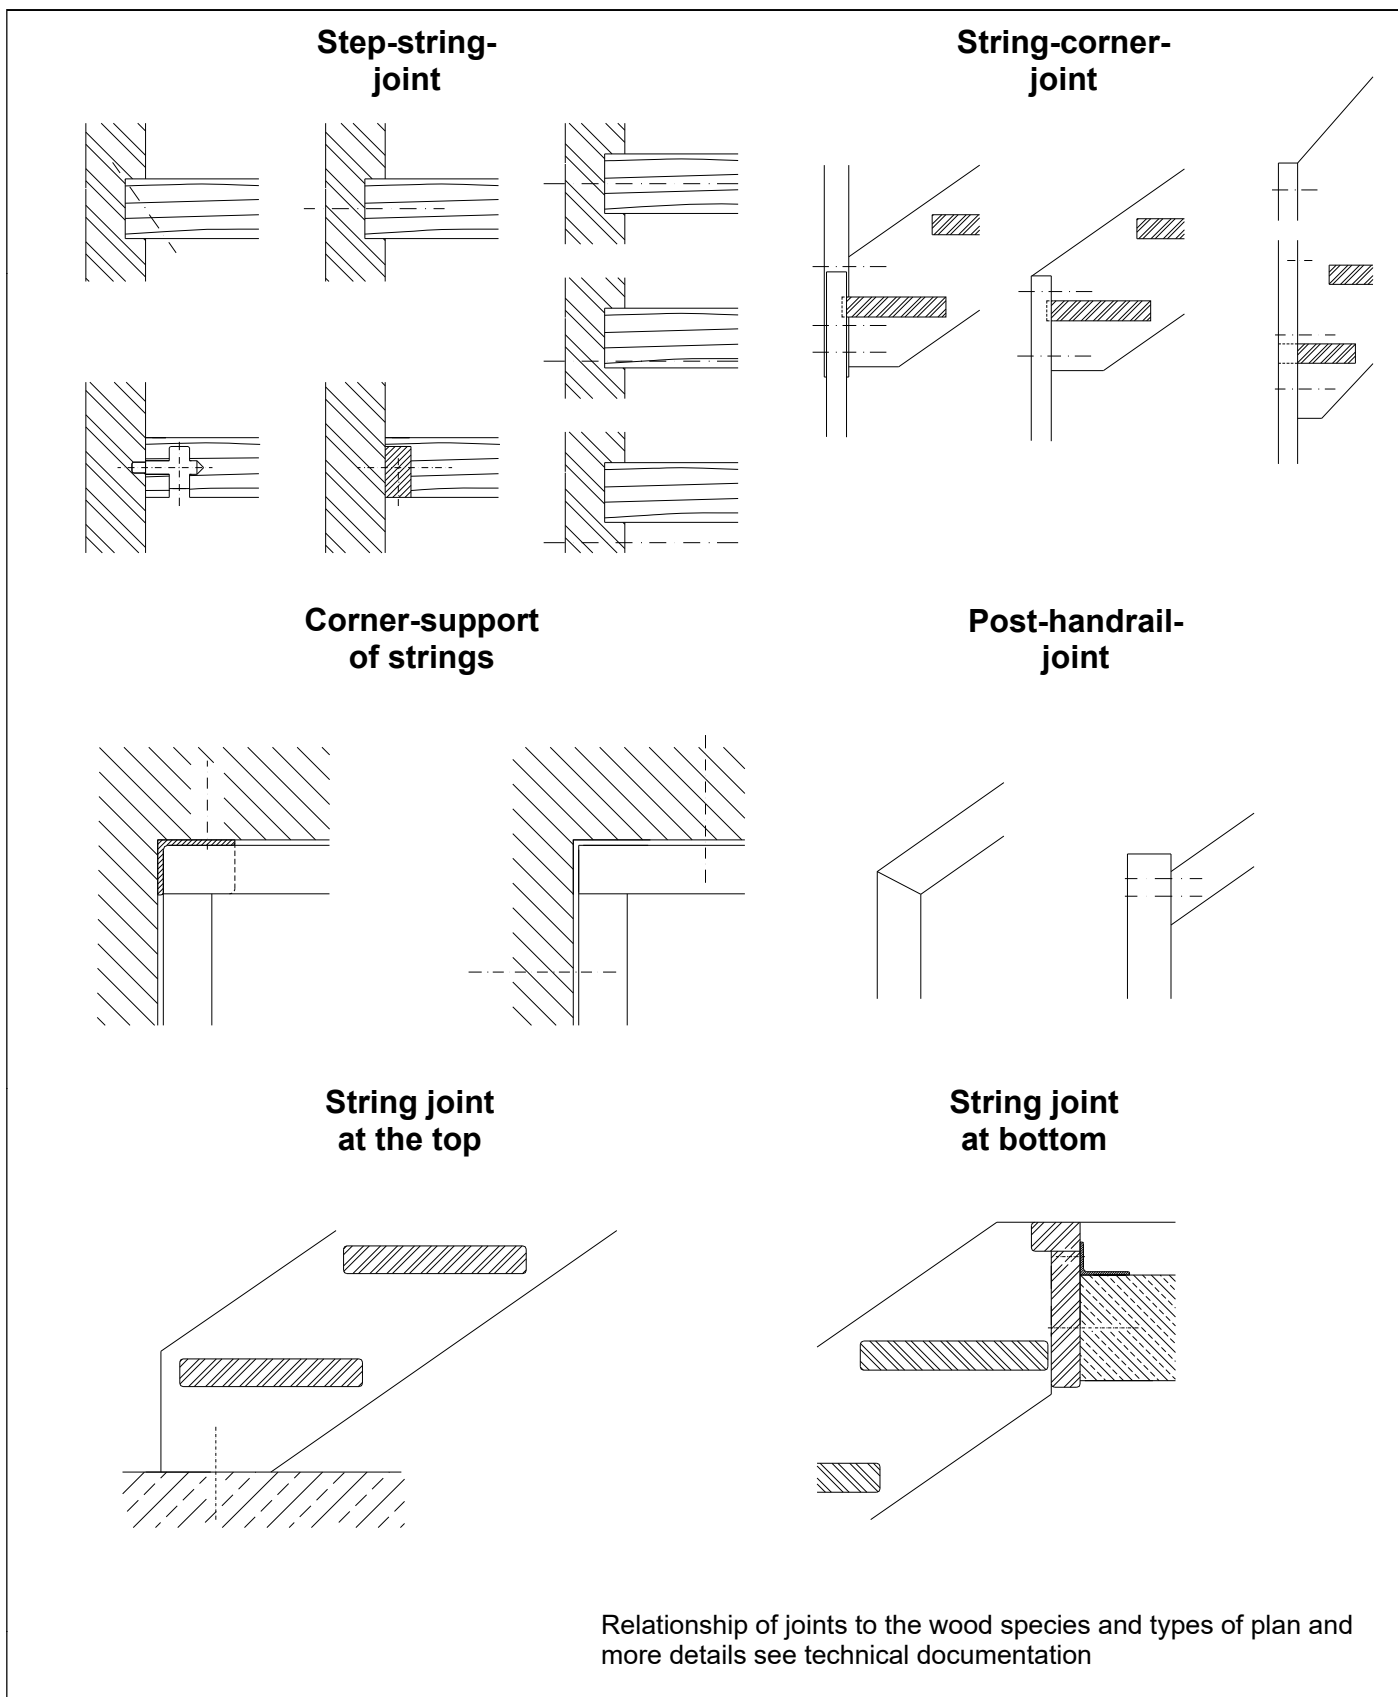 Step-string-
joint
String-corner-
joint
Corner-support
of strings
Post-handrail-
joint
String joint
at the top
String joint
at bottom
Relationship of joints to the wood species and types of plan and
more details see technical documentation